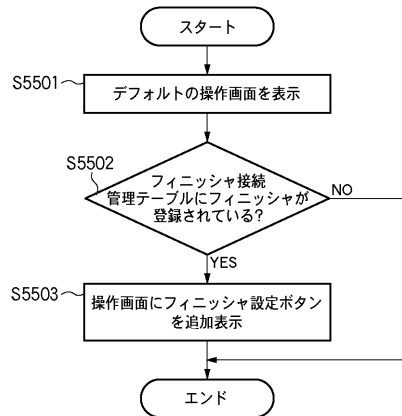 スタート
S5501
デフォルトの操作画面を表示
S5502
フィニッシャ接続
管理テーブルにフィニッシャが
登録されている?
NO
YES
S5503
操作画面にフィニッシャ設定ボタン
を追加表示
エンド